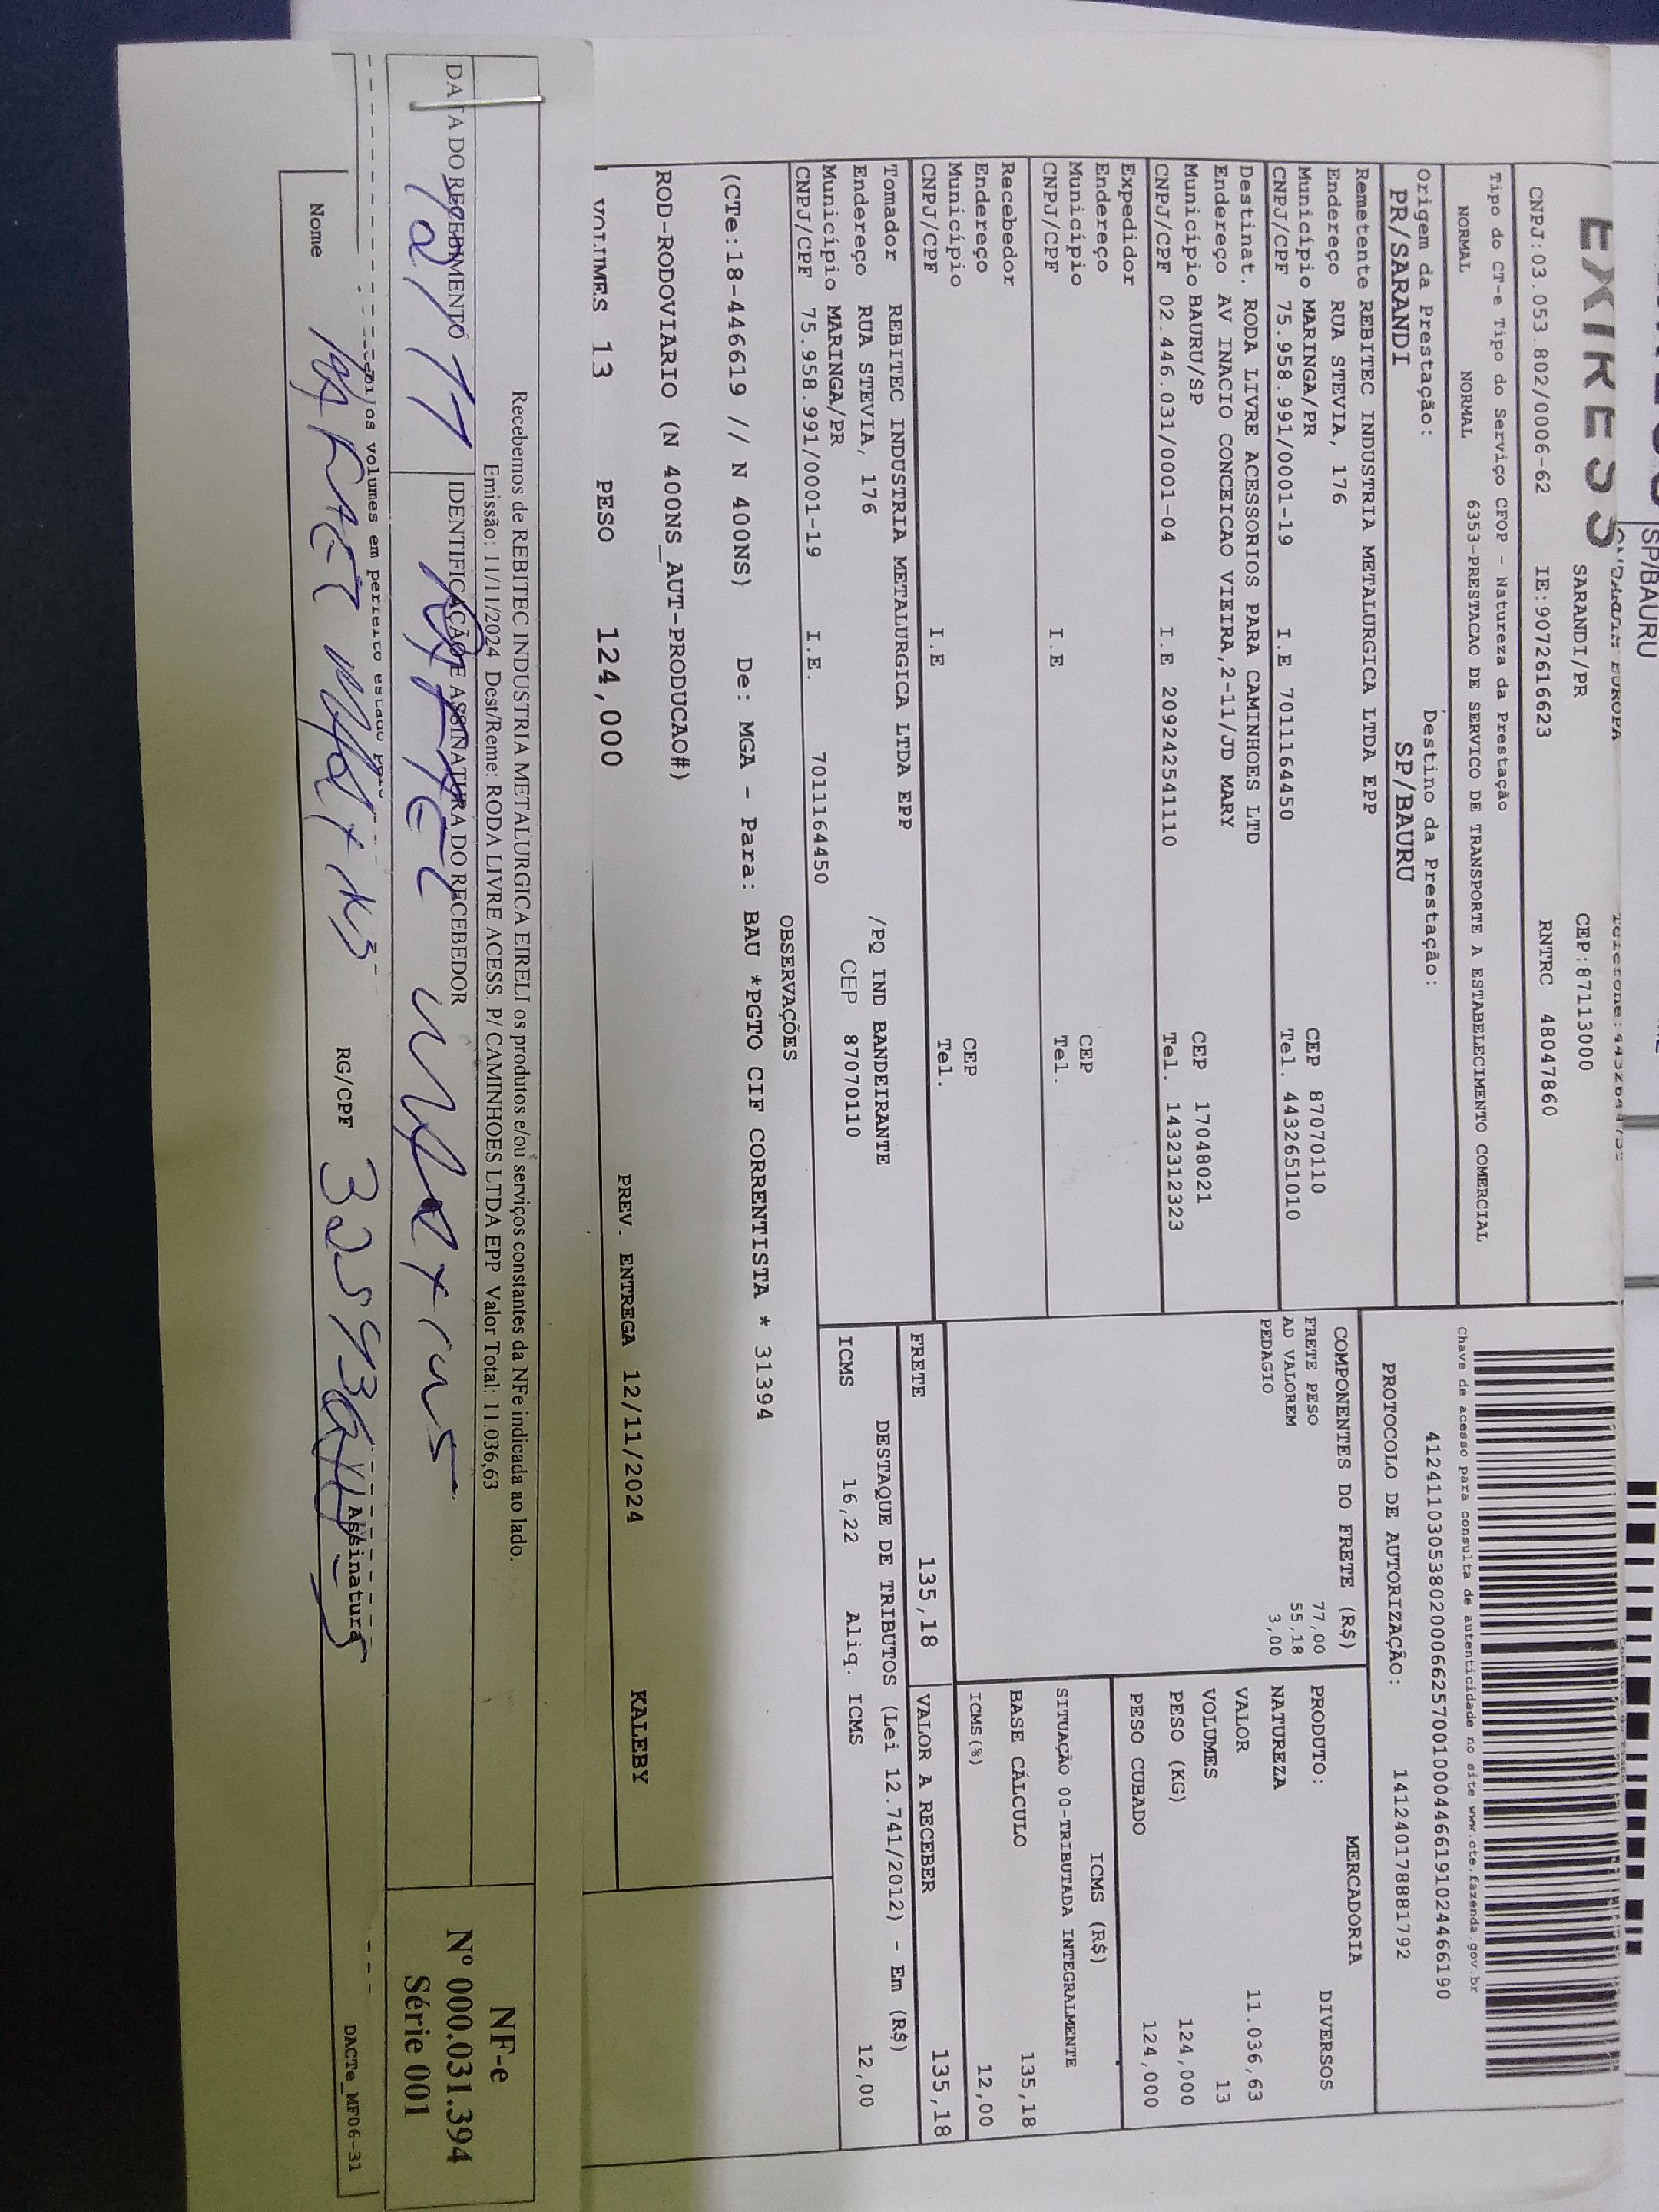 SP/BAURU
EXPRESS
SARANDI/PR
CEP:87113000
CNPJ:03.053.802/0006-62 IE:9072616623 RNTRC 48047860
Tipo do CT-e Tipo do Serviço CFOP - Natureza da Prestação
NORMAL NORMAL 6353-PRESTACAO DE SERVICO DE TRANSPORTE A ESTABELECIMENTO COMERCIAL
Origem da Prestação: Destino da Prestação:
PR/SARANDI SP/BAURU
Chave de acesso para consulta de autenticidade no site www.cte.fazenda.gov.br
41241103053802000662570010004466191024466190
PROTOCOLO DE AUTORIZAÇÃO: 141240178881792
Remetente REBITEC INDUSTRIA METALURGICA LTDA EPP
Endereço RUA STEVIA, 176
Município MARINGA/PR CEP 87070110
CNPJ/CPF 75.958.991/0001-19 I.E 7011164450 Tel. 4432651010
Destinat. RODA LIVRE ACESSORIOS PARA CAMINHOES LTD
Endereço AV INACIO CONCEICAO VIEIRA,2-11/JD MARY
Município BAURU/SP CEP 17048021
CNPJ/CPF 02.446.031/0001-04 I.E 209242541110 Tel. 1432312323
Expedidor
Endereço
Município CEP
CNPJ/CPF I.E Tel.
Recebedor
Endereço
Município CEP
CNPJ/CPF I.E Tel.
Tomador REBITEC INDUSTRIA METALURGICA LTDA EPP
Endereço RUA STEVIA, 176 /PQ IND BANDEIRANTE
Município MARINGA/PR CEP 87070110
CNPJ/CPF 75.958.991/0001-19 I.E. 7011164450
COMPONENTES DO FRETE (R$)
FRETE PESO 77,00
AD VALOREM 55,18
PEDAGIO 3,00
MERCADORIA
PRODUTO: DIVERSOS
NATUREZA
VALOR 11.036,63
VOLUMES 13
PESO (KG) 124,000
PESO CUBADO 124,000
ICMS (R$)
SITUAÇÃO 00-TRIBUTADA INTEGRALMENTE
BASE CÁLCULO 135,18
ICMS(%) 12,00
FRETE 135,18 VALOR A RECEBER 135,18
DESTAQUE DE TRIBUTOS (Lei 12.741/2012) - Em (R$)
ICMS 16,22 Aliq. ICMS 12,00
OBSERVAÇÕES
(CTe:18-446619 // N 400NS) De: MGA - Para: BAU *PGTO CIF CORRENTISTA * 31394
ROD-RODOVIARIO (N 400NS_AUT-PRODUCAO#)
VOLUMES 13 PESO 124,000 PREV. ENTREGA 12/11/2024 KALEBY
Recebemos de REBITEC INDUSTRIA METALURGICA EIRELI os produtos e/ou serviços constantes da NFe indicada ao lado.
Emissão: 11/11/2024 Dest/Reme: RODA LIVRE ACESS. P/ CAMINHOES LTDA EPP Valor Total: 11.036,63
DATA DO RECEBIMENTO IDENTIFICAÇÃO E ASSINATURA DO RECEBEDOR
NF-e
Nº 000.031.394
Série 001
os volumes em perfeito estado
Nome RG/CPF Assinatura
DACTe_MF06-31